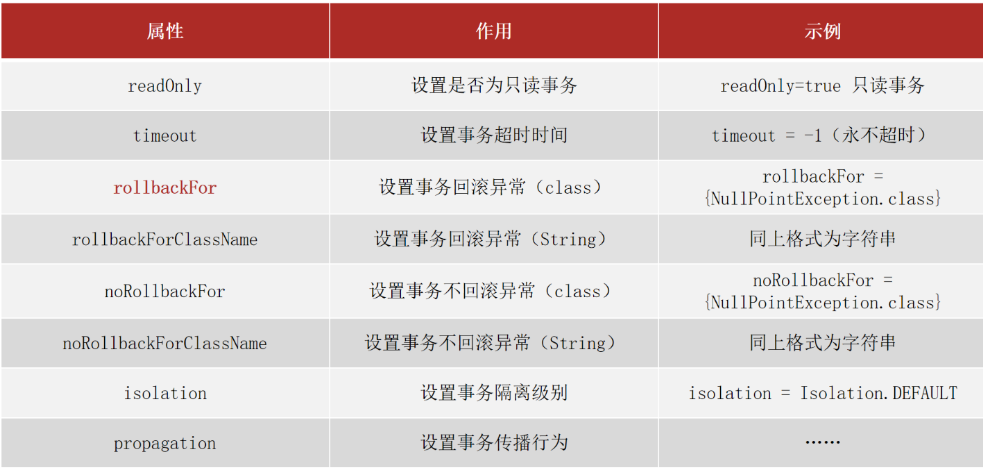 属性 作用 示例
readOnly 设置是否为只读事务 readOnly=true 只读事务
timeout 设置事务超时时间 timeout = -1（永不超时）
rollbackFor 设置事务回滚异常（class） rollbackFor =
{NullPointException.class}
rollbackForClassName 设置事务回滚异常（String） 同上格式为字符串
noRollbackFor 设置事务不回滚异常（class） noRollbackFor =
{NullPointException.class}
noRollbackForClassName 设置事务不回滚异常（String） 同上格式为字符串
isolation 设置事务隔离级别 isolation = Isolation.DEFAULT
propagation 设置事务传播行为 ……